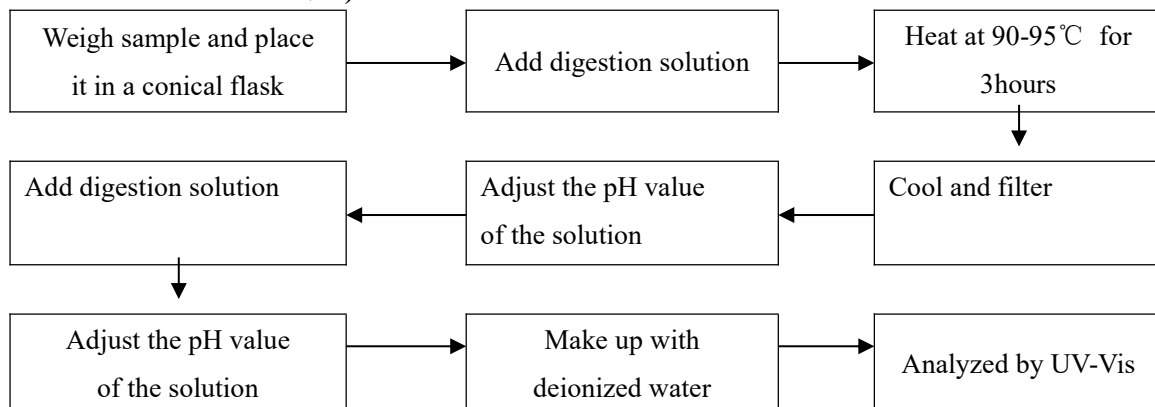 Weigh sample and place
it in a conical flask
Add digestion solution
Heat at 90-95℃ for
3hours
Add digestion solution
Adjust the pH value
of the solution
Cool and filter
Adjust the pH value
of the solution
Make up with
deionized water
Analyzed by UV-Vis